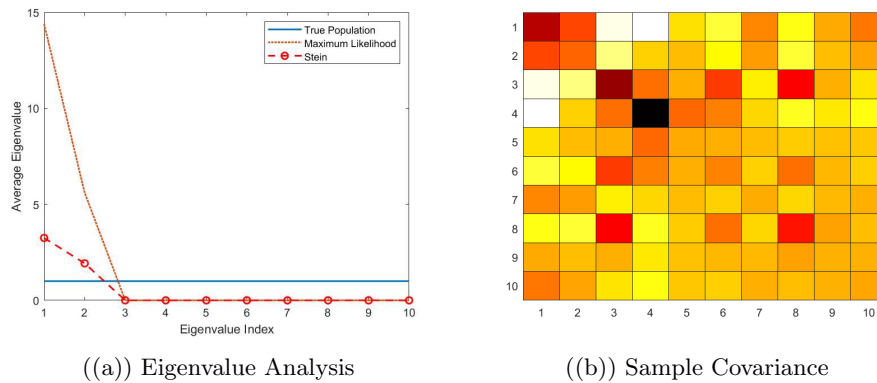 15
10
5
0
Average Eigenvalue
True Population
Maximum Likelihood
Stein
1 2 3 4 5 6 7 8 9 10
Eigenvalue Index
((a)) Eigenvalue Analysis
1
2
3
4
5
6
7
8
9
10
1 2 3 4 5 6 7 8 9 10
((b)) Sample Covariance